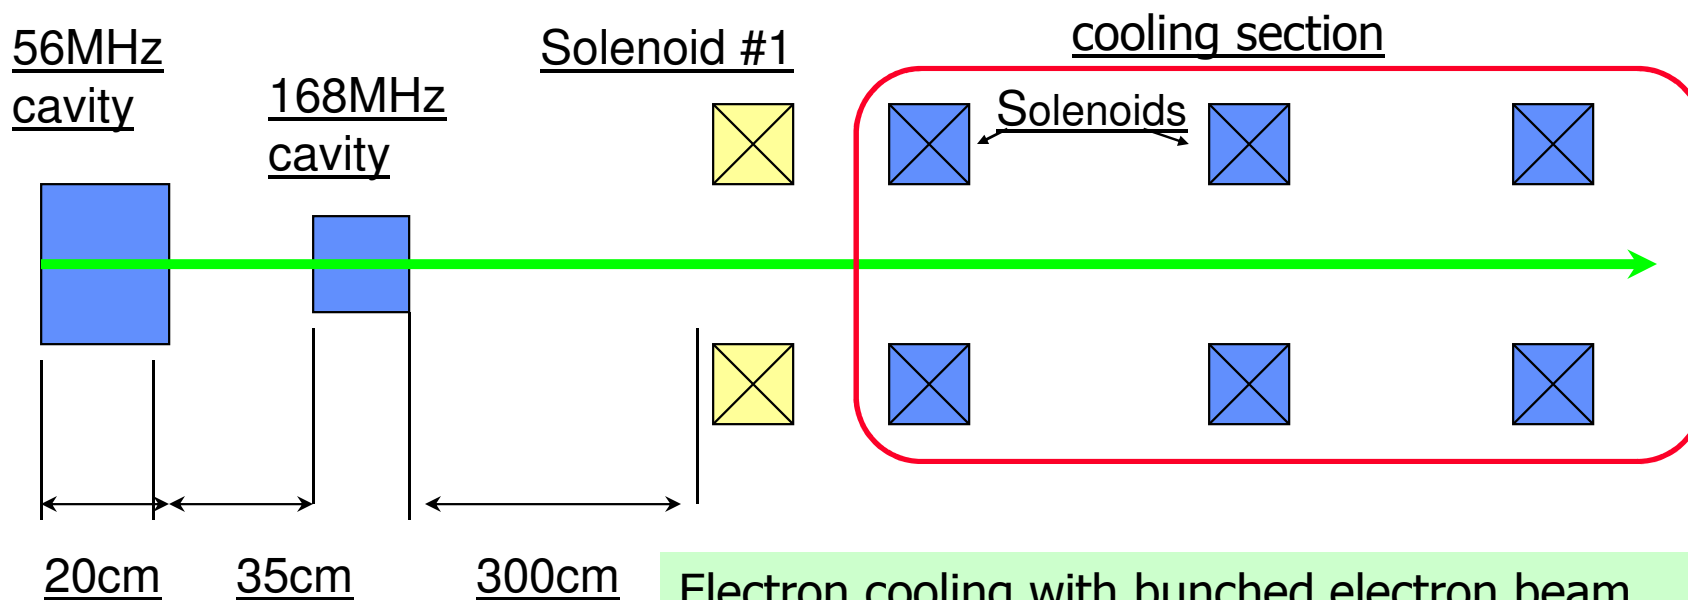 56MHz
cavity
168MHz
cavity
Solenoid #1
cooling section
Solenoids
20cm
35cm
300cm
Electron cooling with bunched electron beam